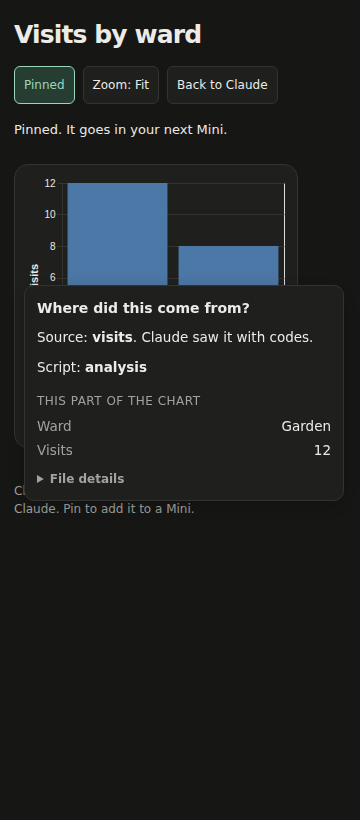 Visits by ward
Pinned
Zoom: Fit
Back to Claude
Pinned. It goes in your next Mini.
12
10
8
6
Where did this come from?
Source: visits. Claude saw it with codes.
Script: analysis
THIS PART OF THE CHART
Ward Garden
Visits 12
File details
Claude. Pin to add it to a Mini.